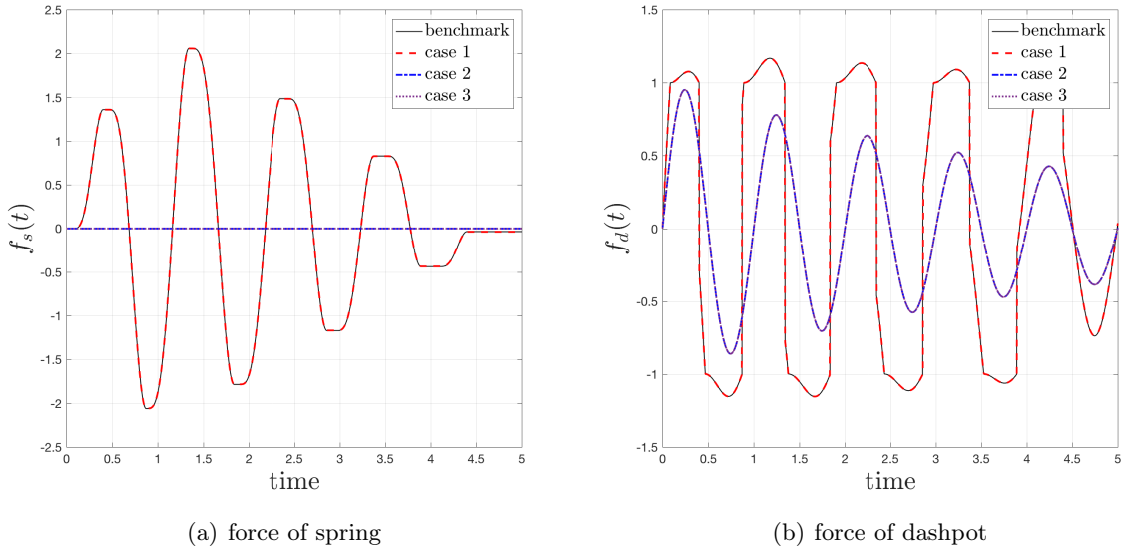 2.5
2
1.5
1
0.5
0
-0.5
-1
-1.5
-2
-2.5
f_s(t)
0 0.5 1 1.5 2 2.5 3 3.5 4 4.5 5
time
benchmark
case 1
case 2
case 3
(a) force of spring
1.5
1
0.5
0
-0.5
-1
-1.5
f_d(t)
0 0.5 1 1.5 2 2.5 3 3.5 4 4.5 5
time
benchmark
case 1
case 2
case 3
(b) force of dashpot